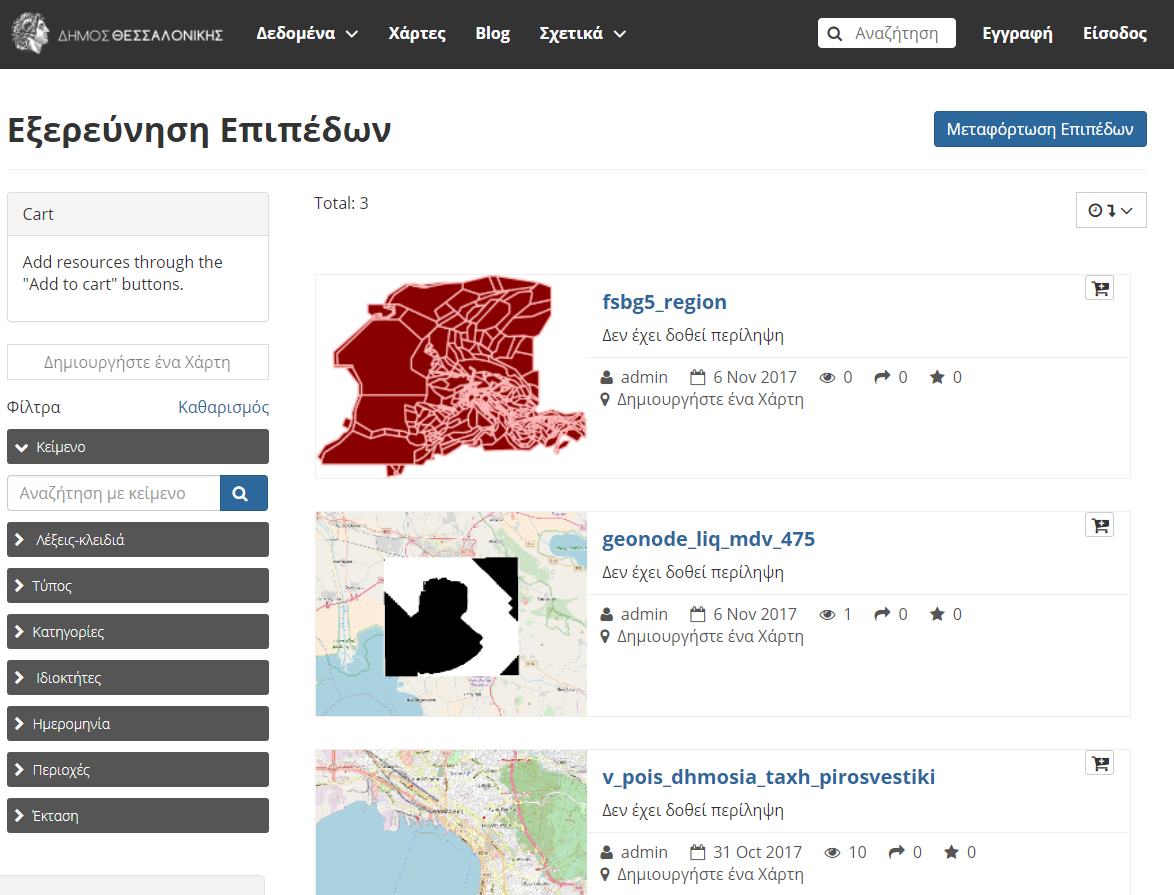 ΔΗΜΟΣ ΘΕΣΣΑΛΟΝΙΚΗΣ Δεδομένα Χάρτες Blog Σχετικά Αναζήτηση Εγγραφή Είσοδος
Εξερεύνηση Επιπέδων
Μεταφόρτωση Επιπέδων
Cart
Add resources through the
"Add to cart" buttons.
Δημιουργήστε ένα Χάρτη
Φίλτρα Καθαρισμός
Κείμενο
Αναζήτηση με κείμενο
Λέξεις-κλειδιά
Τύπος
Κατηγορίες
Ιδιοκτήτες
Ημερομηνία
Περιοχές
Έκταση
Total: 3
fsbg5_region
Δεν έχει δοθεί περίληψη
admin 6 Nov 2017 0 0 0
Δημιουργήστε ένα Χάρτη
geonode_liq_mdv_475
Δεν έχει δοθεί περίληψη
admin 6 Nov 2017 1 0 0
Δημιουργήστε ένα Χάρτη
v_pois_dhmosia_taxh_pirosvestiki
Δεν έχει δοθεί περίληψη
admin 31 Oct 2017 10 0 0
Δημιουργήστε ένα Χάρτη